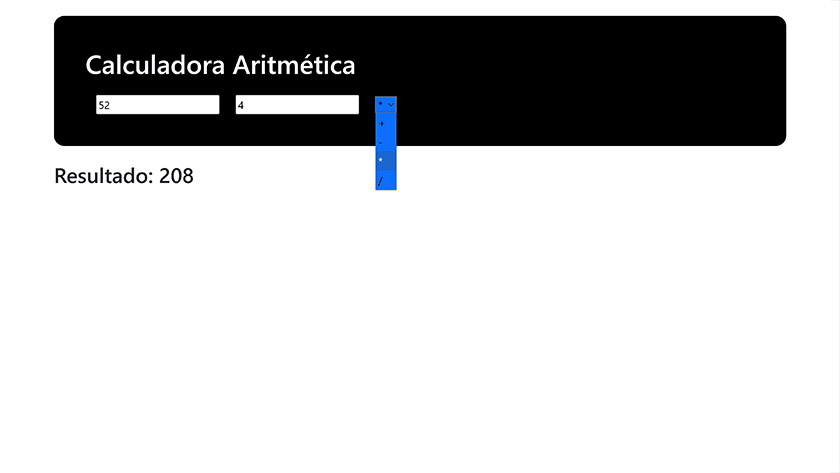 Calculadora Aritmética
52 4 *
+
-
*
/
Resultado: 208